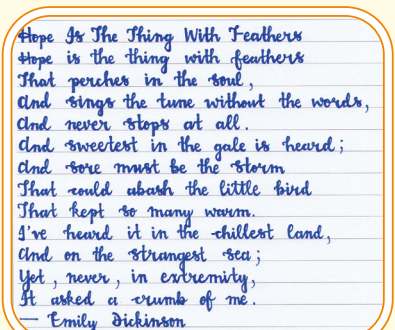 Hope Is The Thing With Feathers
Hope is the thing with feathers
That perches in the soul,
And sings the tune without the words,
And never stops at all.
And sweetest in the gale is heard;
And sore must be the storm
That could abash the little bird
That kept so many warm.
I've heard it in the chillest land,
And on the strangest sea;
Yet, never, in extremity,
It asked a crumb of me.
— Emily Dickinson